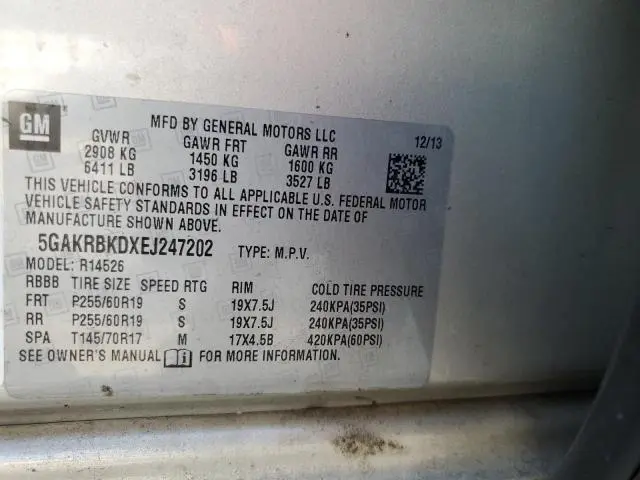 GM
MFD BY GENERAL MOTORS LLC
12/13
GVWR GAWR FRT GAWR RR
2908 KG 1450 KG 1600 KG
6411 LB 3196 LB 3527 LB
THIS VEHICLE CONFORMS TO ALL APPLICABLE U.S. FEDERAL MOTOR
VEHICLE SAFETY STANDARDS IN EFFECT ON THE DATE OF
MANUFACTURE SHOWN ABOVE.
5GAKRBKDXEJ247202 TYPE: M.P.V.
MODEL: R14526
RBBB TIRE SIZE SPEED RTG RIM COLD TIRE PRESSURE
FRT P255/60R19 S 19X7.5J 240KPA(35PSI)
RR P255/60R19 S 19X7.5J 240KPA(35PSI)
SPA T145/70R17 M 17X4.5B 420KPA(60PSI)
SEE OWNER'S MANUAL FOR MORE INFORMATION.